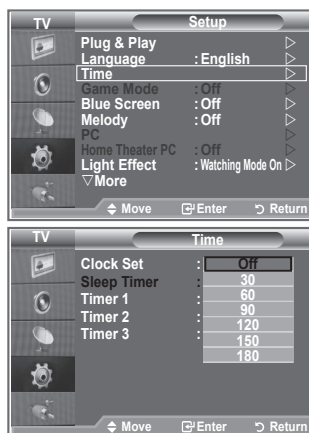 TV Setup
Plug & Play
Language : English
Time
Game Mode : Off
Blue Screen : Off
Melody : Off
PC
Home Theater PC : Off
Light Effect : Watching Mode On
▽More
Move Enter Return
TV Time
Clock Set : Off
Sleep Timer : 30
Timer 1 : 60
Timer 2 : 90
Timer 3 : 120
150
180
Move Enter Return